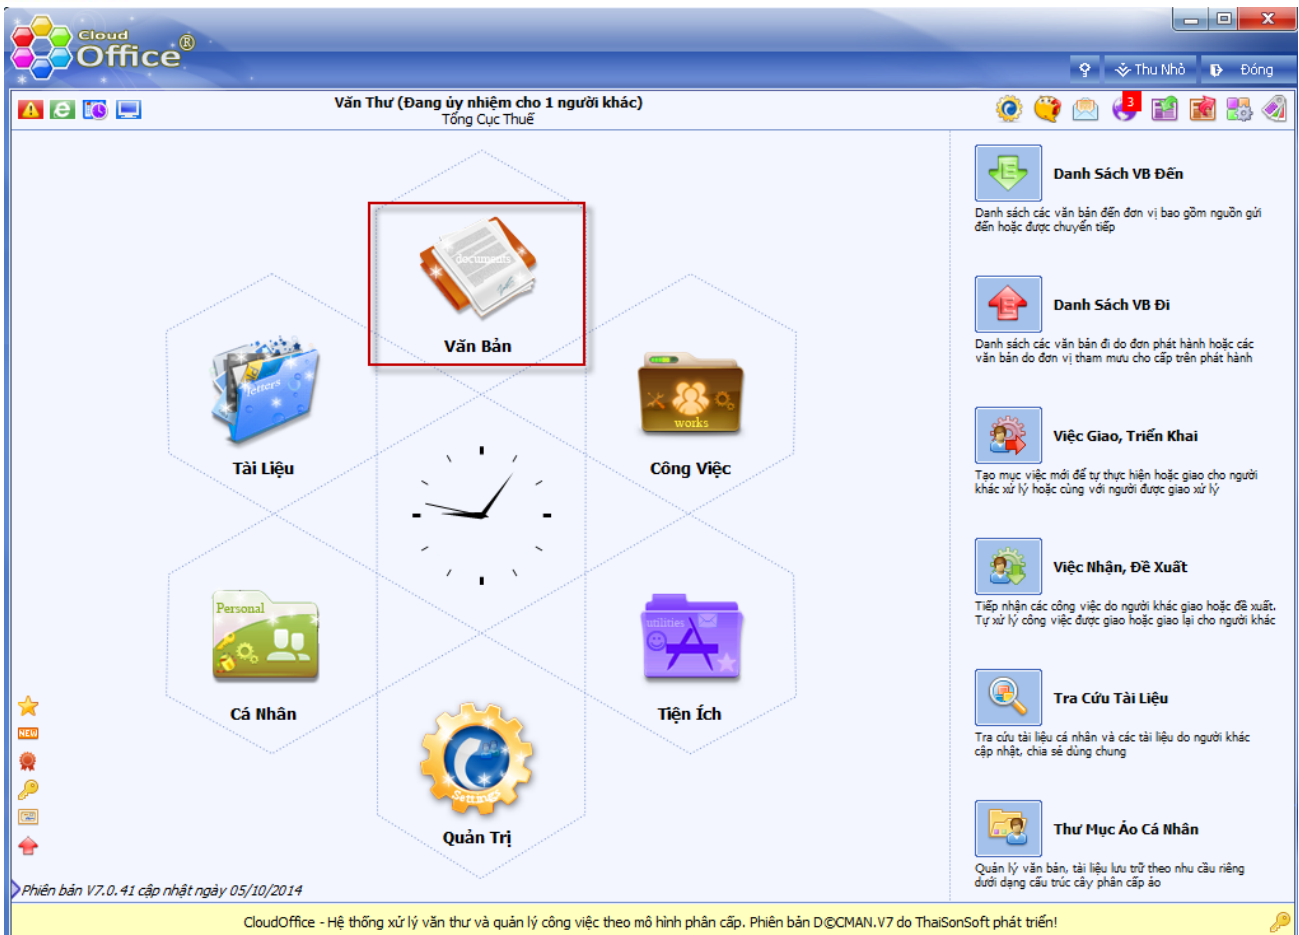 Cloud
Office®
Thu Nhỏ
Đóng
Văn Thư (Đang ủy nhiệm cho 1 người khác)
Tổng Cục Thuế
3
documents
Văn Bản
letters
Tài Liệu
works
Công Việc
Personal
Cá Nhân
utilities
Tiện Ích
Settings
Quản Trị
NEW
Danh Sách VB Đến
Danh sách các văn bản đến đơn vị bao gồm nguồn gửi
đến hoặc được chuyển tiếp
Danh Sách VB Đi
Danh sách các văn bản đi do đơn phát hành hoặc các
văn bản do đơn vị tham mưu cho cấp trên phát hành
Việc Giao, Triển Khai
Tạo mục việc mới để tự thực hiện hoặc giao cho người
khác xử lý hoặc cùng với người được giao xử lý
Việc Nhận, Đề Xuất
Tiếp nhận các công việc do người khác giao hoặc đề xuất.
Tự xử lý công việc được giao hoặc giao lại cho người khác
Tra Cứu Tài Liệu
Tra cứu tài liệu cá nhân và các tài liệu do người khác
cập nhật, chia sẻ dùng chung
Thư Mục Ảo Cá Nhân
Quản lý văn bản, tài liệu lưu trữ theo nhu cầu riêng
dưới dạng cấu trúc cây phân cấp ảo
Phiên bản V7.0.41 cập nhật ngày 05/10/2014
CloudOffice - Hệ thống xử lý văn thư và quản lý công việc theo mô hình phân cấp. Phiên bản D©CMAN.V7 do ThaiSonSoft phát triển!